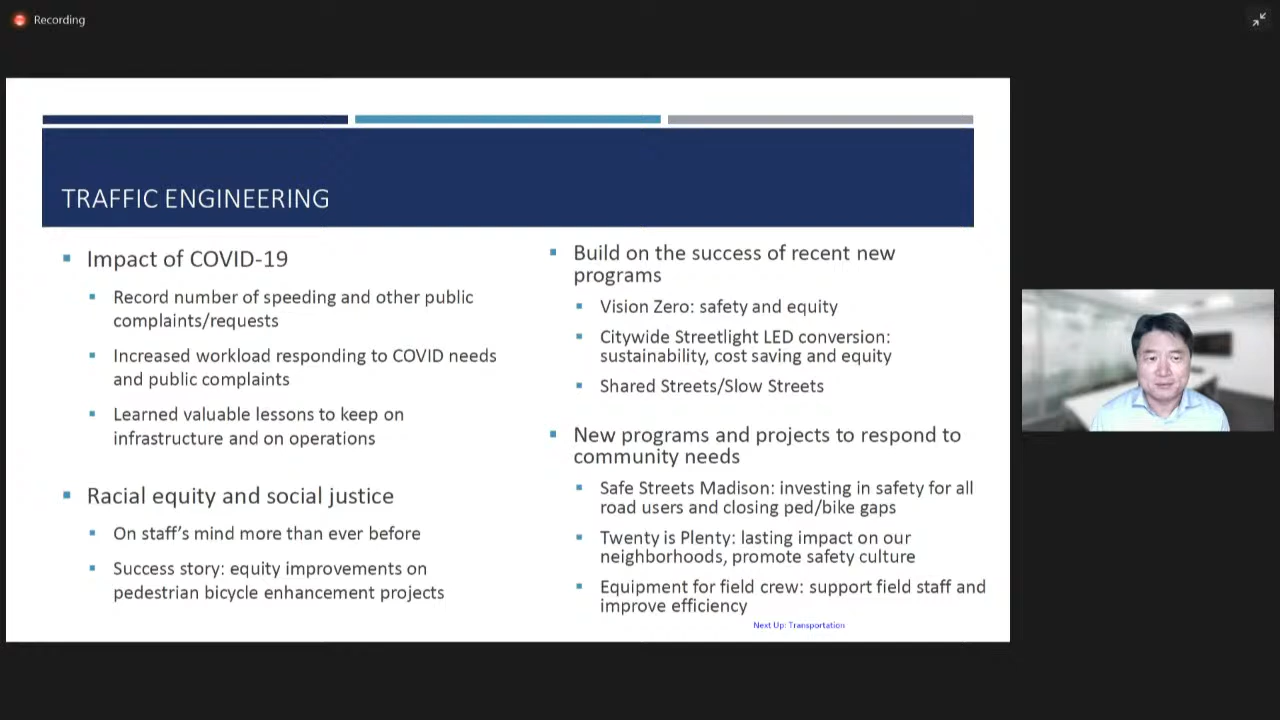 Recording
TRAFFIC ENGINEERING
Impact of COVID-19
Record number of speeding and other public
complaints/requests
Increased workload responding to COVID needs
and public complaints
Learned valuable lessons to keep on
infrastructure and on operations
Racial equity and social justice
On staff’s mind more than ever before
Success story: equity improvements on
pedestrian bicycle enhancement projects
Build on the success of recent new
programs
Vision Zero: safety and equity
Citywide Streetlight LED conversion:
sustainability, cost saving and equity
Shared Streets/Slow Streets
New programs and projects to respond to
community needs
Safe Streets Madison: investing in safety for all
road users and closing ped/bike gaps
Twenty is Plenty: lasting impact on our
neighborhoods, promote safety culture
Equipment for field crew: support field staff and
improve efficiency
Next Up: Transportation